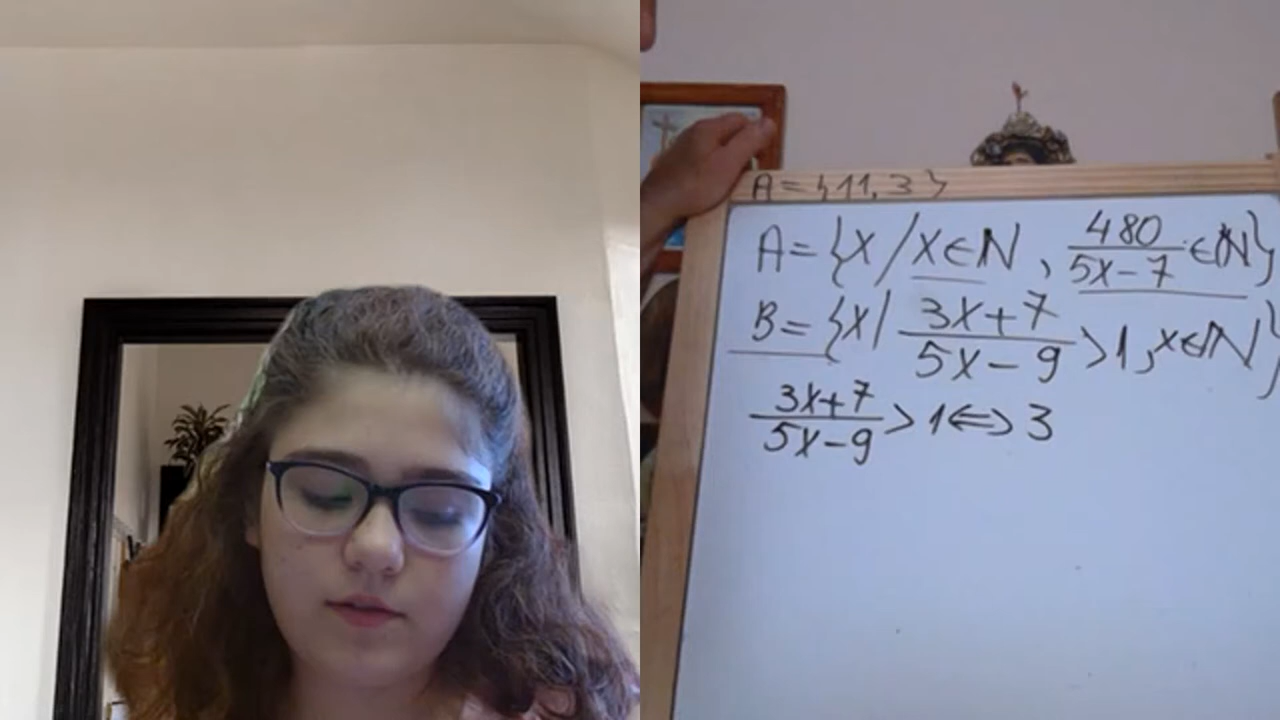 A = {11, 3}
A = {X / X ∈ N, 480 / 5X - 7 ∈ N}
B = {X | 3X + 7 / 5X - 9 > 1, x ∈ N}
3X + 7 / 5X - 9 > 1 ⟺ 3